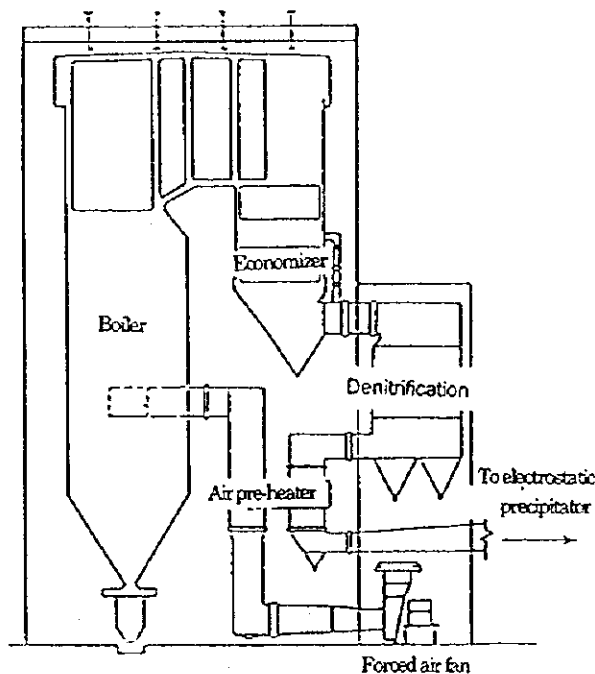 Economizer
Boiler
Denitrification
Air pre-heater
To electrostatic
precipitator
Forced air fan